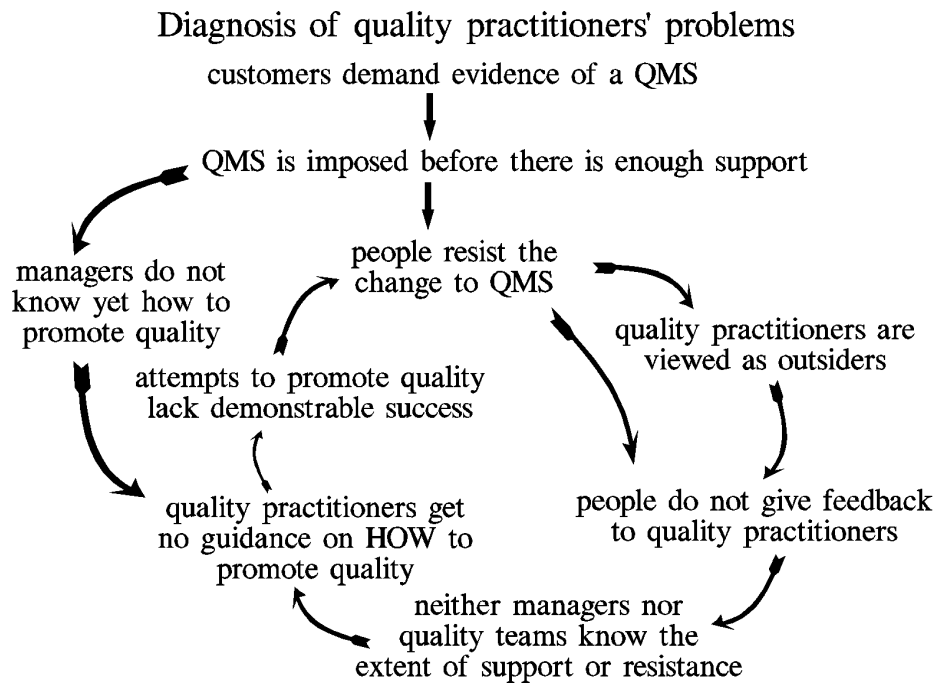 Diagnosis of quality practitioners' problems
customers demand evidence of a QMS
QMS is imposed before there is enough support
people resist the
change to QMS
managers do not
know yet how to
promote quality
quality practitioners are
viewed as outsiders
attempts to promote quality
lack demonstrable success
people do not give feedback
to quality practitioners
quality practitioners get
no guidance on HOW to
promote quality
neither managers nor
quality teams know the
extent of support or resistance